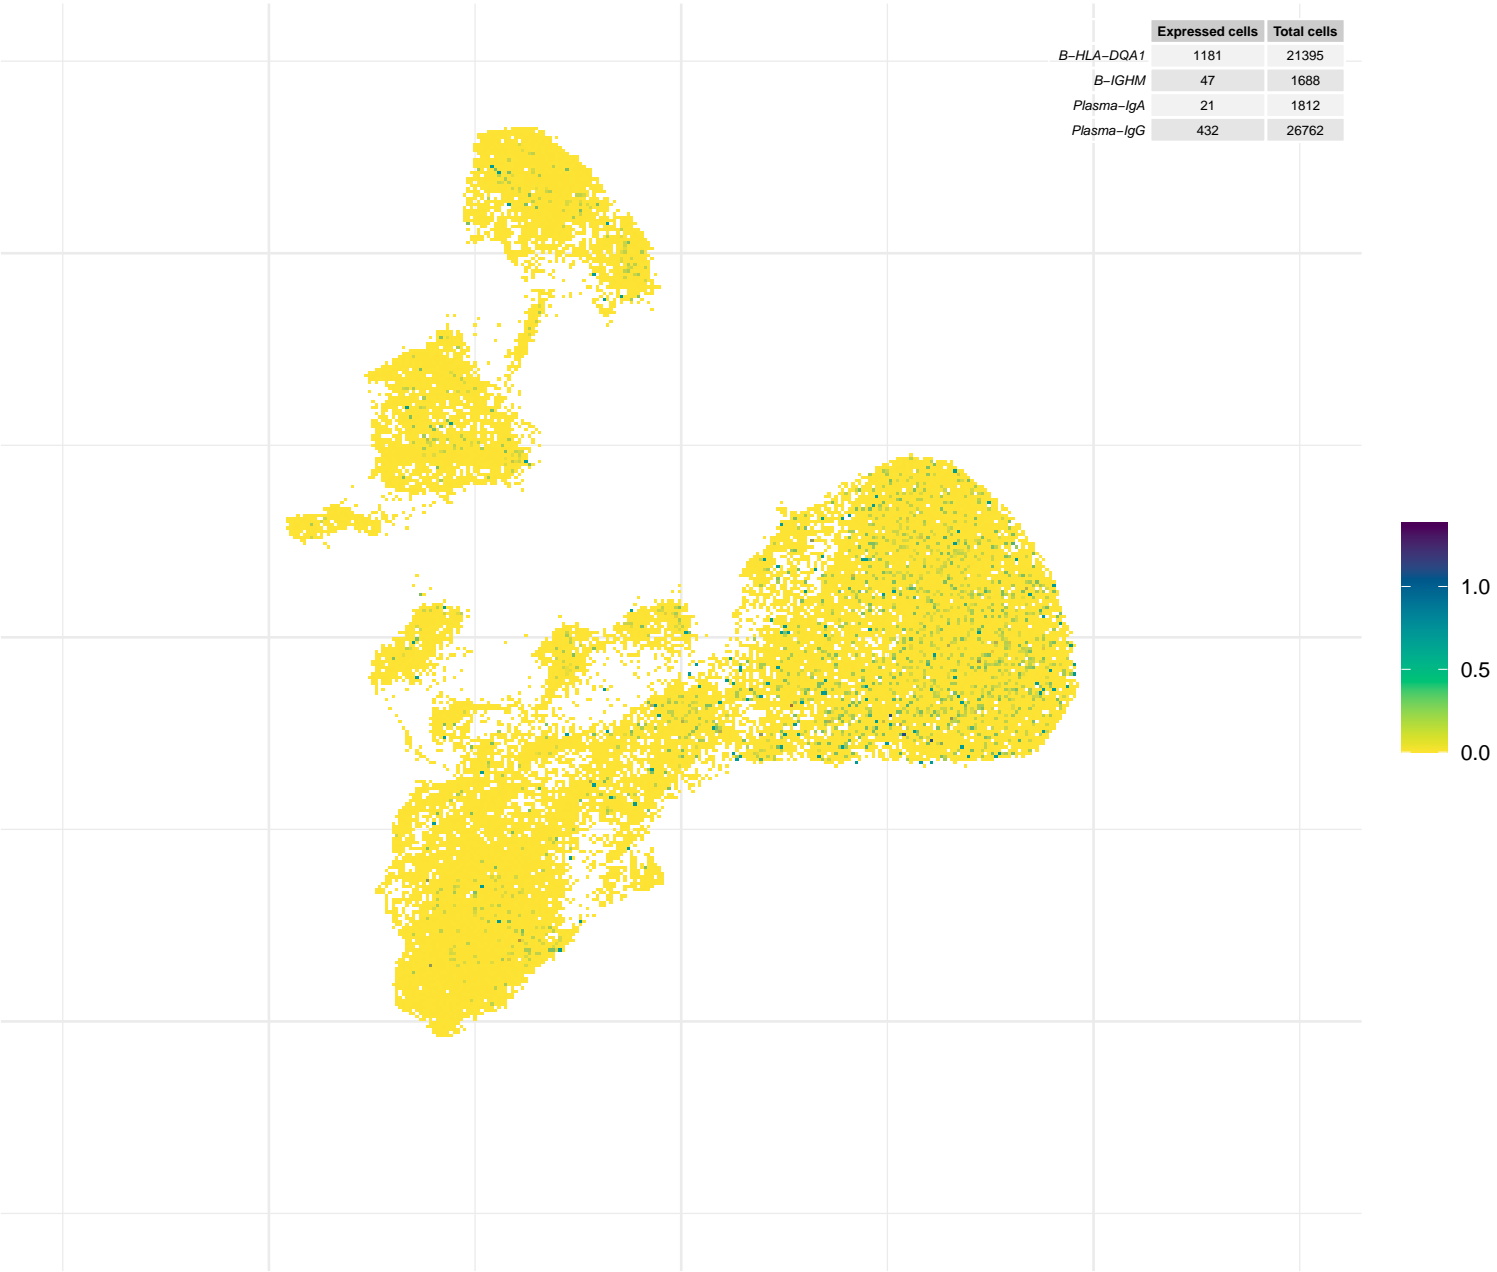 Expressed cells Total cells
B−HLA−DQA1 1181 21395
B−IGHM 47 1688
Plasma−IgA 21 1812
Plasma−IgG 432 26762
1.0
0.5
0.0